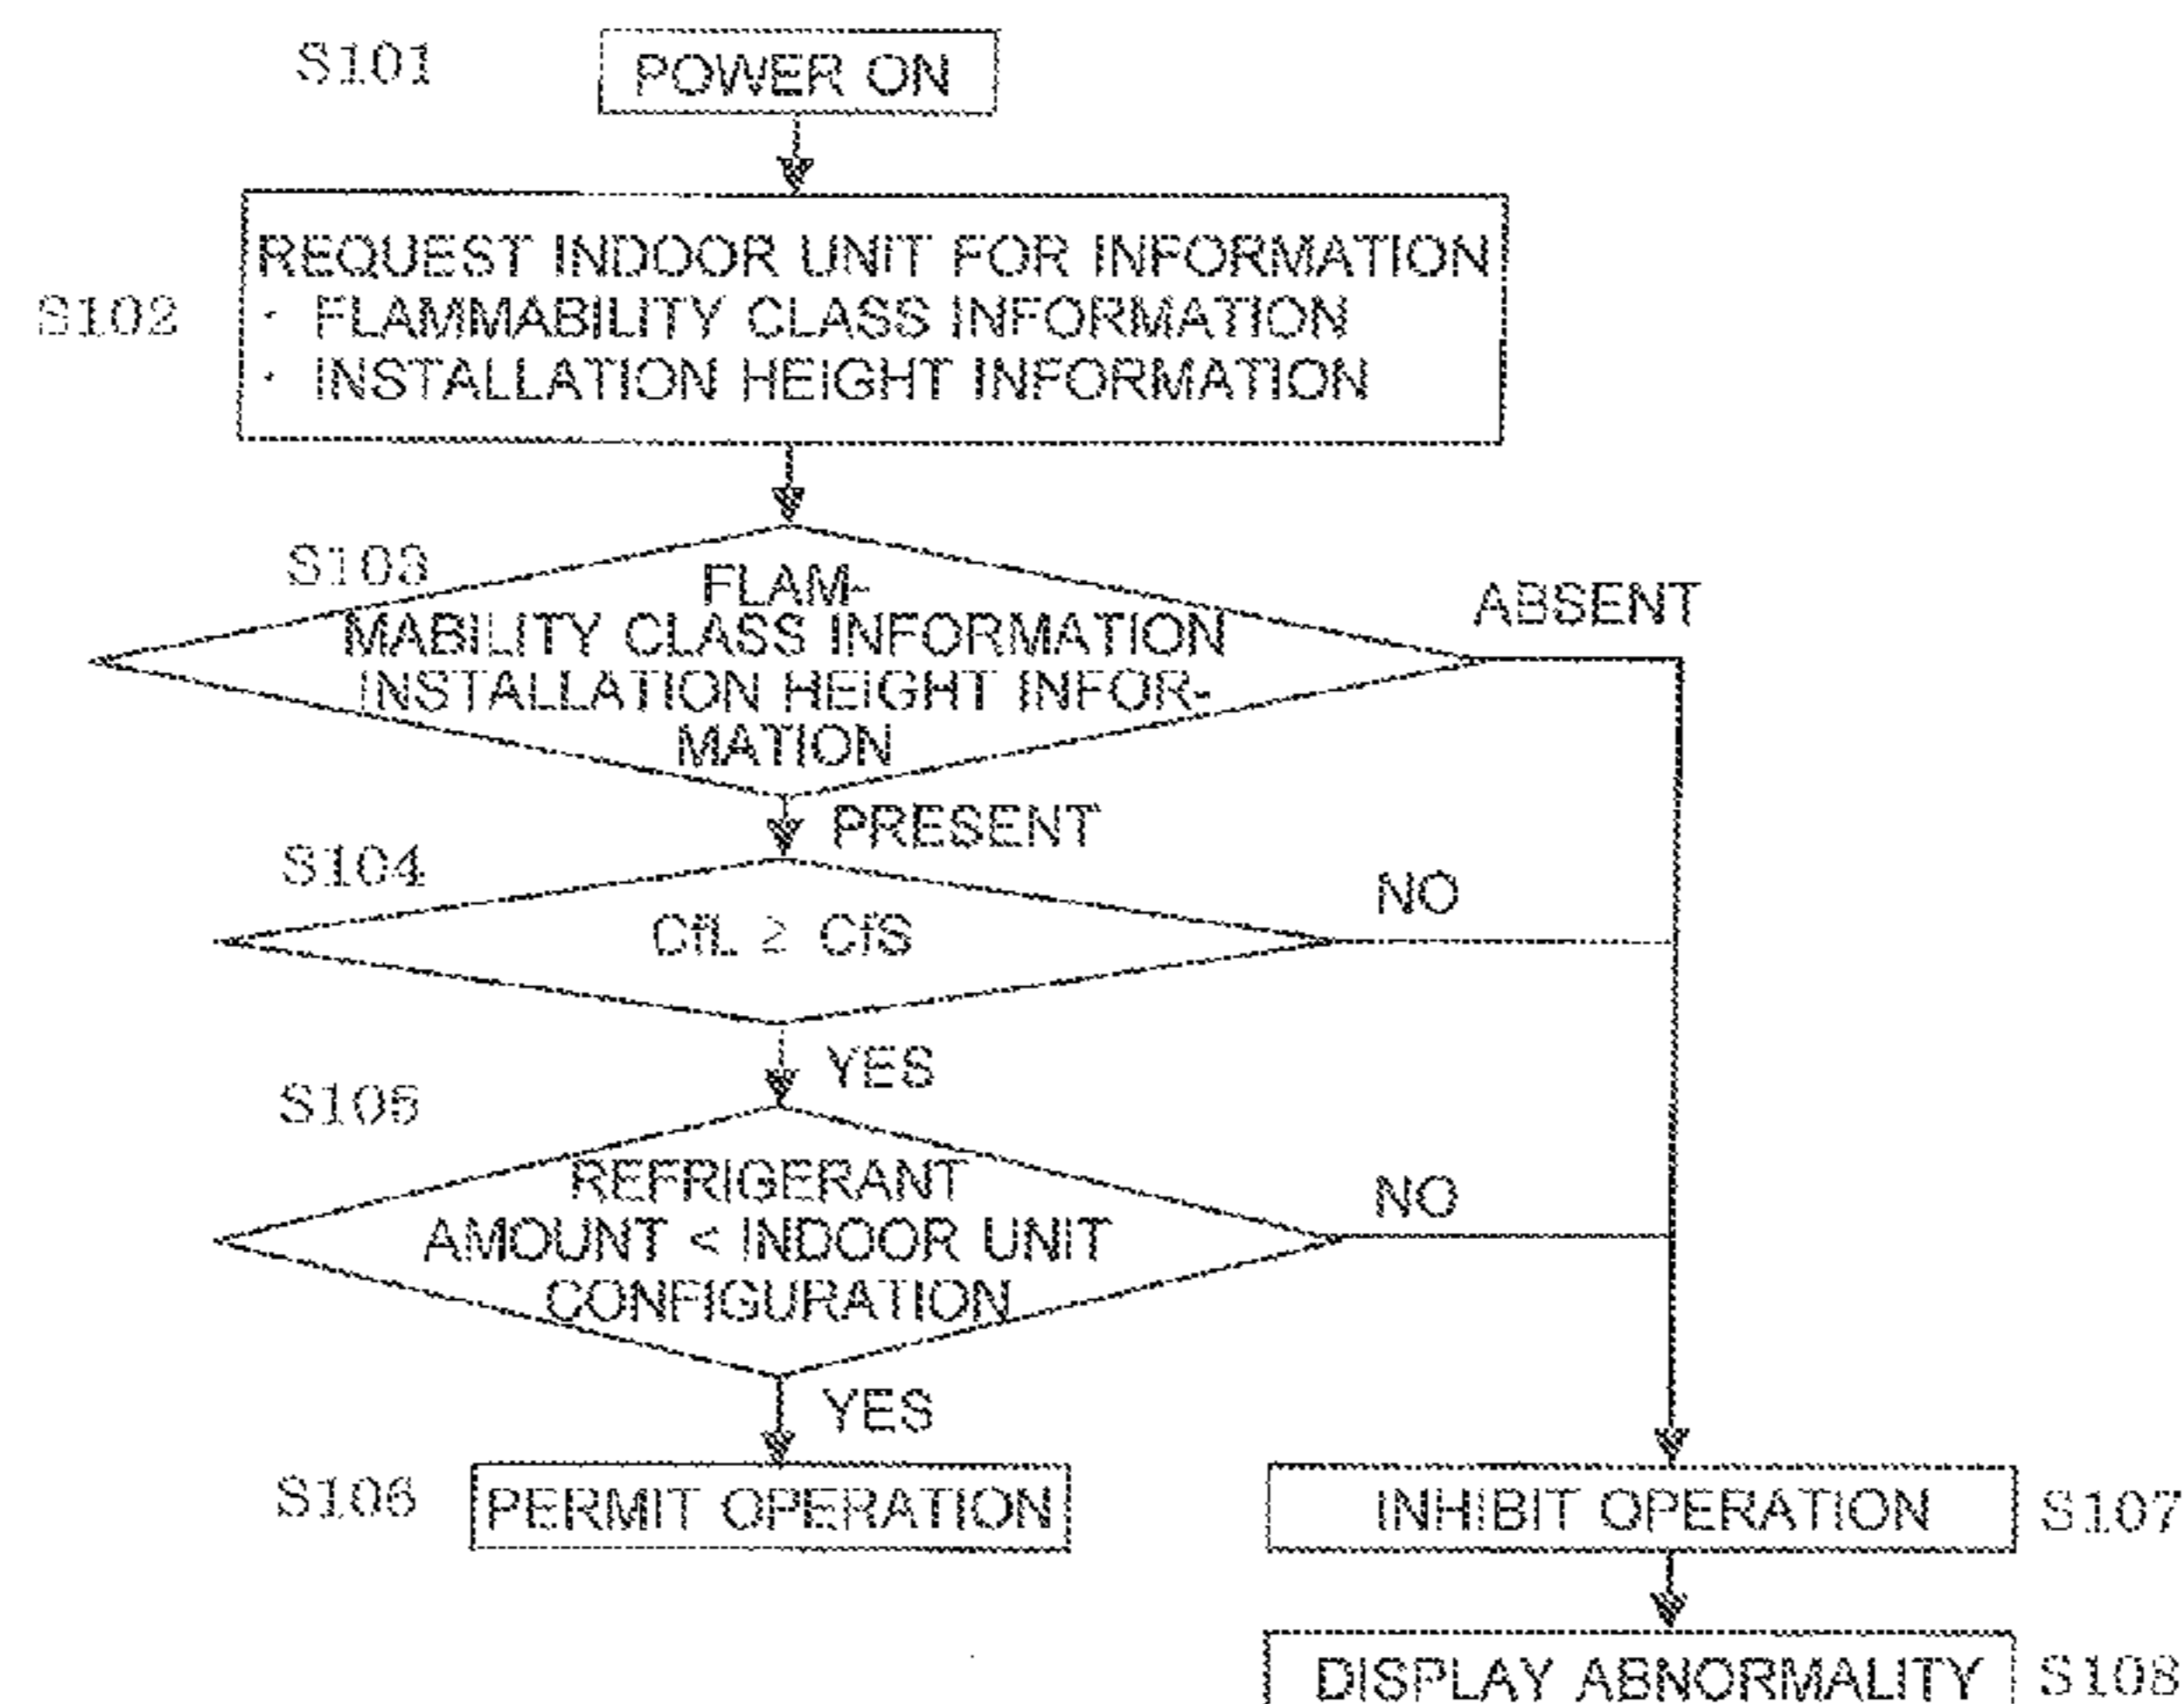 S101
POWER ON
REQUEST INDOOR UNIT FOR INFORMATION
S102
· FLAMMABILITY CLASS INFORMATION
· INSTALLATION HEIGHT INFORMATION
S103
FLAM-
MABILITY CLASS INFORMATION
INSTALLATION HEIGHT INFOR-
MATION
ABSENT
PRESENT
S104
CfL ≥ CfS
NO
YES
S105
REFRIGERANT
AMOUNT < INDOOR UNIT
CONFIGURATION
NO
YES
S106
PERMIT OPERATION
INHIBIT OPERATION
S107
DISPLAY ABNORMALITY
S108